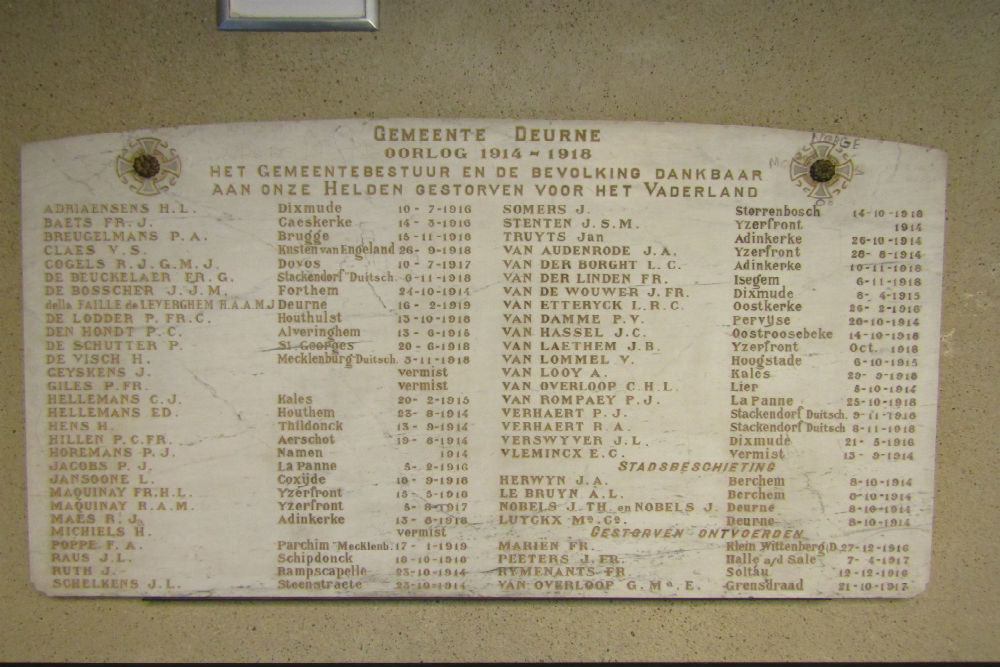 GEMEENTE DEURNE
OORLOG 1914 - 1918
HET GEMEENTEBESTUUR EN DE BEVOLKING DANKBAAR
AAN ONZE HELDEN GESTORVEN VOOR HET VADERLAND
ADRIAENSENS H.L. Dixmude 10-7-1916
BAETS FR. J. Caeskerke 14-3-1916
BREUGELMANS P.A. Brugge 15-11-1918
CLAES V.S. Kusten van Engeland 26-9-1918
COGELS R.J.G.M.J. Dovos 10-7-1917
DE BEUCKELAER FR.G. Stackendorf Duitsch. 9-11-1918
DE BOSSCHER J.J.M. Forthem 24-10-1914
della FAILLE de LEVERGHEM H.A.A.M.J Deurne 16-2-1919
DE LODDER P.FR.C. Houthulst 13-10-1918
DEN HONDT P.C. Alveringhem 13-6-1915
DE SCHUTTER P. St Georges 20-6-1918
DE VISCH H. Mecklenburg Duitsch. 3-11-1918
GEYSKENS J. vermist
GILES P.FR. vermist
HELLEMANS C.J. Kales 20-2-1915
HELLEMANS ED. Houthem 23-8-1914
HENS H. Thildonck 13-9-1914
HILLEN P.C.FR. Aerschot 19-8-1914
HOREMANS P.J. Namen 1914
JACOBS P.J. La Panne 5-2-1916
JANSOONE L. Coxijde 10-9-1918
MAQUINAY FR.H.L. Yzerfront 15-5-1918
MAQUINAY R.A.M. Yzerfront 5-8-1917
MAES R.J. Adinkerke 13-6-1918
MICHIELS H. vermist
POPPE F.A. Parchim Mecklenb. 17-1-1919
RAUS J.L. Schipdonck 18-10-1918
RUTH J. Rampscapelle 23-10-1914
SCHELKENS J.L. Steenstraete 23-10-1914
SOMERS J. Sterrenbosch 14-10-1918
STENTEN J.S.M. Yzerfront 1914
TRUYTS Jan Adinkerke 26-10-1914
VAN AUDENRODE J.A. Yzerfront 28-8-1914
VAN DER BORGHT L.C. Adinkerke 10-11-1918
VAN DER LINDEN FR. Isegem 6-11-1918
VAN DE WOUWER J.FR. Dixmude 8-4-1915
VAN ETTERYCK L.R.C. Oostkerke 26-2-1916
VAN DAMME P.V. Pervijse 20-10-1914
VAN HASSEL J.C. Oostroosebeke 14-10-1918
VAN LAETHEM J.B. Yzerfront Oct. 1918
VAN LOMMEL V. Hoogstade 6-10-1915
VAN LOOY A. Kales 29-9-1918
VAN OVERLOOP C.H.L. Lier 5-10-1914
VAN ROMPAEY P.J. La Panne 25-10-1918
VERHAERT P.J. Stackendorf Duitsch. 9-11-1918
VERHAERT R.A. Stackendorf Duitsch 8-11-1918
VERSWYVER J.L. Dixmude 21-5-1916
VLEMINCX E.C. Vermist 13-9-1914
STADSBESCHIETING
HERWYN J.A. Berchem 8-10-1914
LE BRUYN A.L. Berchem 8-10-1914
NOBELS J.TH. en NOBELS J. Deurne 8-10-1914
LUYCKX Ma. Ca. Deurne 8-10-1914
GESTORVEN ONTVOERDEN
MARIËN FR. Klein Wittenberg D. 27-12-1916
PEETERS J.FR. Halle a/d Sale 7-4-1917
RYMENANTS FR. Soltau 12-12-1916
VAN OVERLOOP G.Ma.E. Grensdraad 21-10-1917